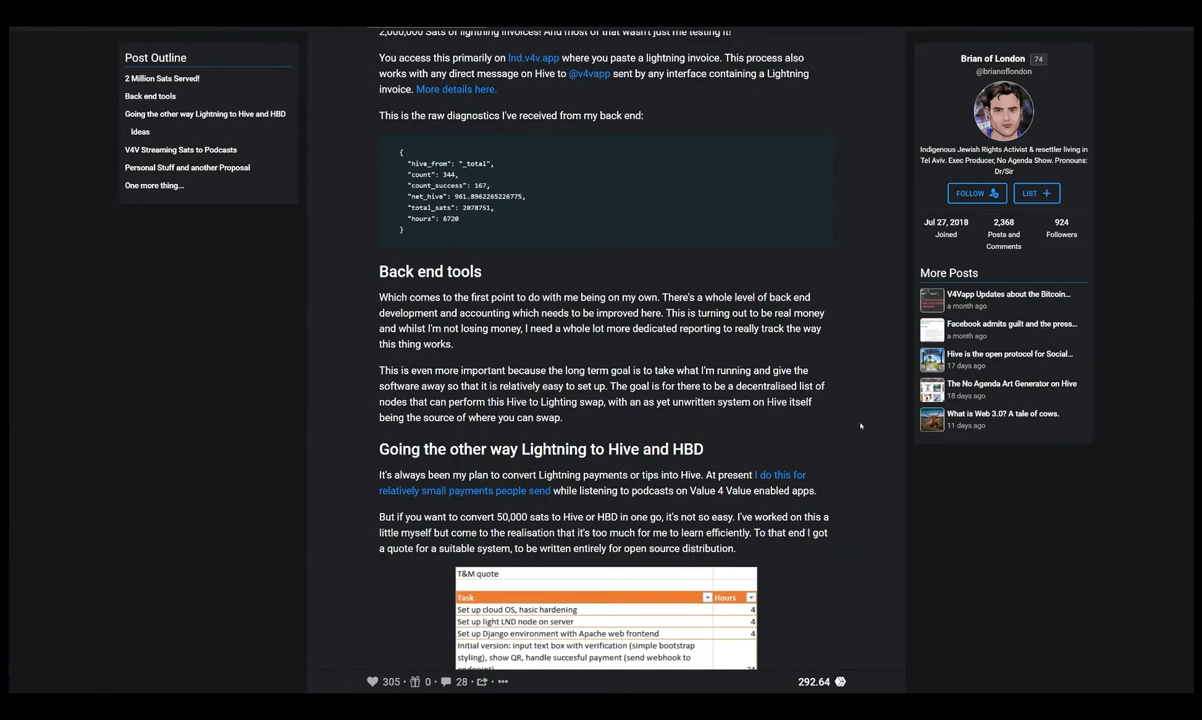 Post Outline
2 Million Sats Served!
Back end tools
Going the other way Lightning to Hive and HBD
Ideas
V4V Streaming Sats to Podcasts
Personal Stuff and another Proposal
One more thing...
2,000,000 Sats of lightning invoices! And most of that wasn't just me testing it!
You access this primarily on lnd.v4v.app where you paste a lightning invoice. This process also
works with any direct message on Hive to @v4vapp sent by any interface containing a Lightning
invoice. More details here.
This is the raw diagnostics I've received from my back end:
{
"hive_from": "_total",
"count": 344,
"count_success": 167,
"net_hive": 961.8962265226775,
"total_sats": 2078751,
"hours": 6720
}
Back end tools
Which comes to the first point to do with me being on my own. There's a whole level of back end
development and accounting which needs to be improved here. This is turning out to be real money
and whilst I'm not losing money, I need a whole lot more dedicated reporting to really track the way
this thing works.
This is even more important because the long term goal is to take what I'm running and give the
software away so that it is relatively easy to set up. The goal is for there to be a decentralised list of
nodes that can perform this Hive to Lighting swap, with an as yet unwritten system on Hive itself
being the source of where you can swap.
Going the other way Lightning to Hive and HBD
It's always been my plan to convert Lightning payments or tips into Hive. At present I do this for
relatively small payments people send while listening to podcasts on Value 4 Value enabled apps.
But if you want to convert 50,000 sats to Hive or HBD in one go, it's not so easy. I've worked on this a
little myself but come to the realisation that it's too much for me to learn efficiently. To that end I got
a quote for a suitable system, to be written entirely for open source distribution.
T&M quote
Task Hours
Set up cloud OS, hasic hardening 4
Set up light LND node on server 4
Set up Django environment with Apache web frontend 4
Initial version: input text box with verification (simple bootstrap
styling), show QR, handle succesful payment (send webhook to
endpoint) 24
305 · 0 · 28 · ···
292.64
Brian of London 74
@brianoflondon
Indigenous Jewish Rights Activist & resettler living in
Tel Aviv. Exec Producer, No Agenda Show. Pronouns:
Dr/Sir
FOLLOW LIST +
Jul 27, 2018 2,368 924
Joined Posts and Followers
Comments
More Posts
V4Vapp Updates about the Bitcoin...
a month ago
Facebook admits guilt and the press...
a month ago
Hive is the open protocol for Social...
17 days ago
The No Agenda Art Generator on Hive
18 days ago
What is Web 3.0? A tale of cows.
11 days ago